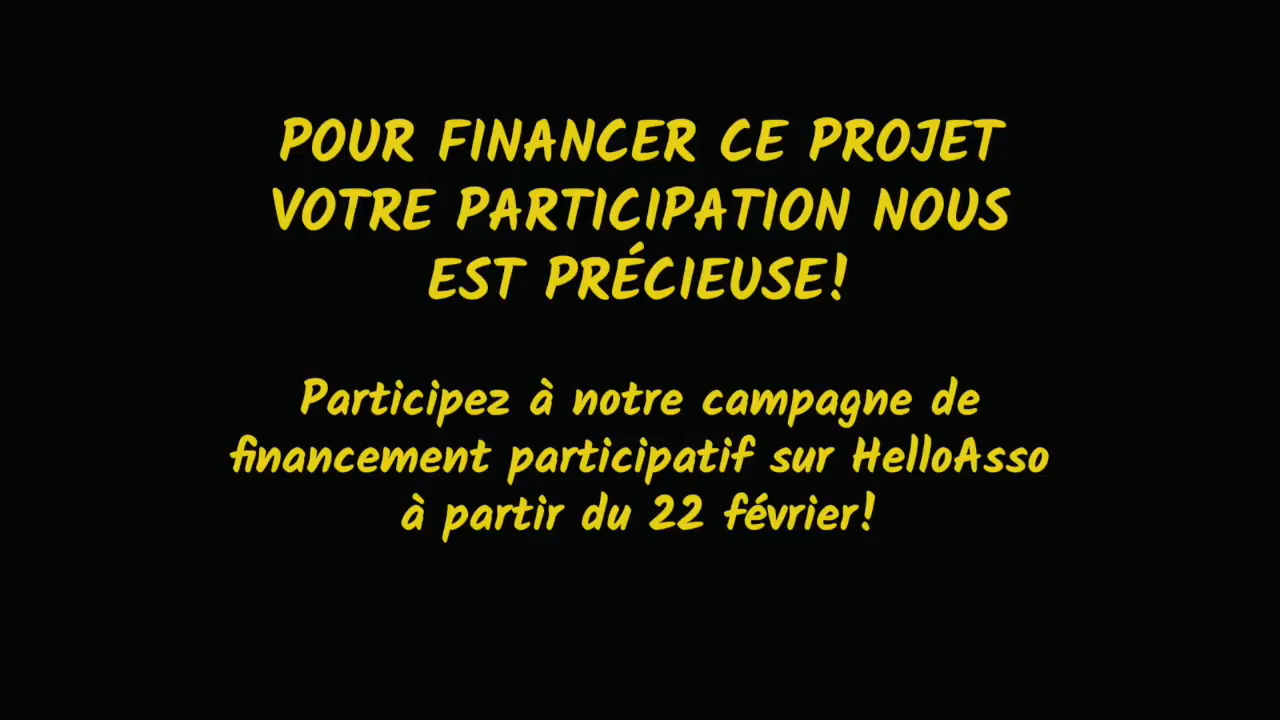 POUR FINANCER CE PROJET
VOTRE PARTICIPATION NOUS
EST PRÉCIEUSE!
Participez à notre campagne de
financement participatif sur HelloAsso
à partir du 22 février!